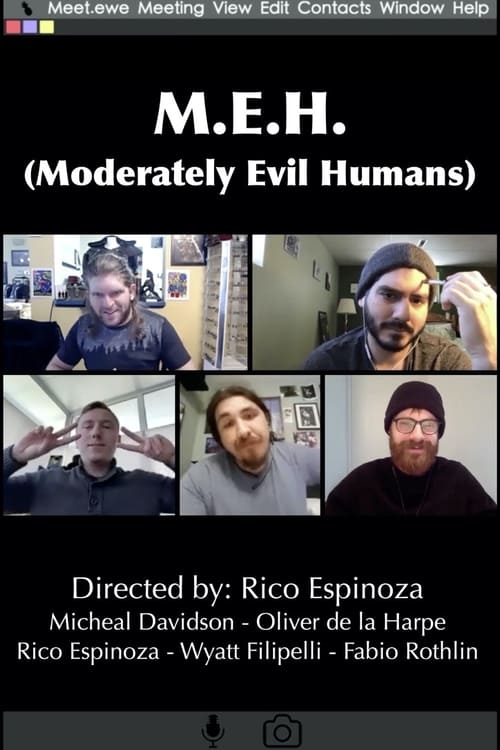 Meet.ewe Meeting View Edit Contacts Window Help
M.E.H.
(Moderately Evil Humans)
Directed by: Rico Espinoza
Micheal Davidson - Oliver de la Harpe
Rico Espinoza - Wyatt Filipelli - Fabio Rothlin